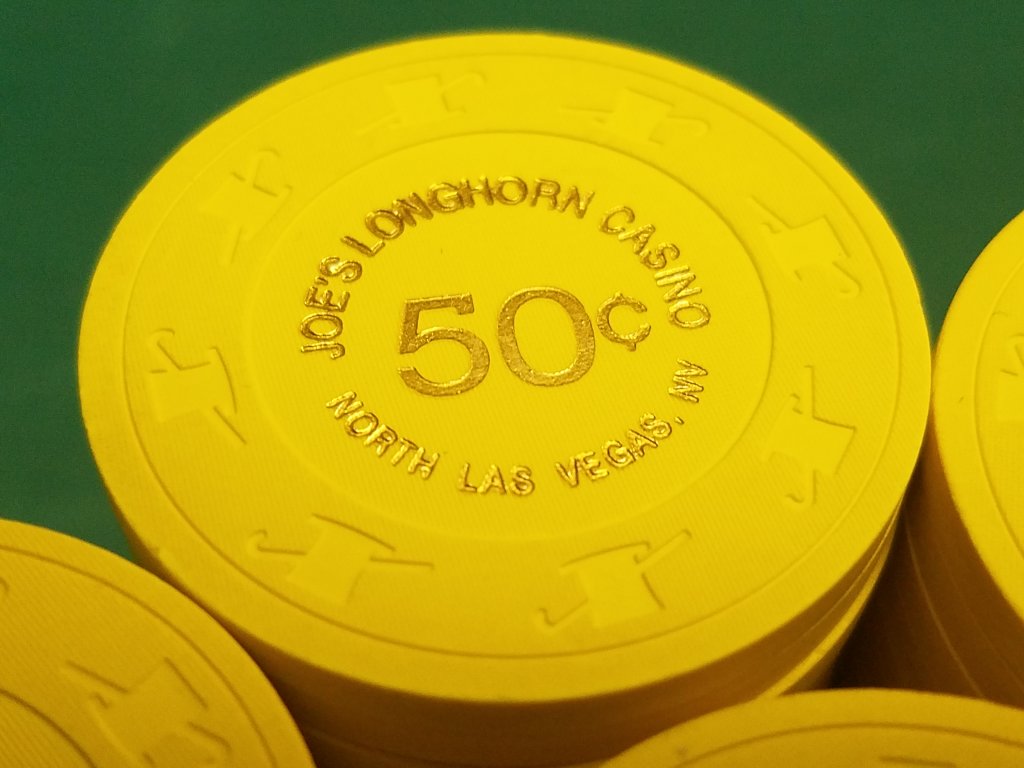 JOE'S LONGHORN CASINO
50¢
NORTH LAS VEGAS, NV